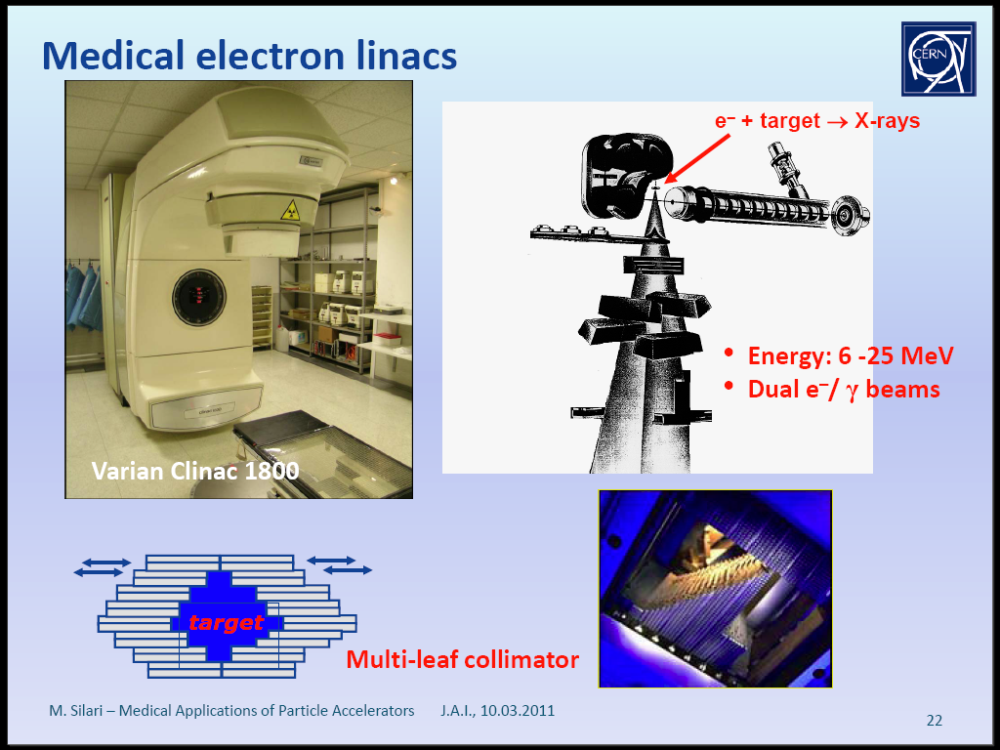 Medical electron linacs
CERN
e– + target → X-rays
• Energy: 6 -25 MeV
• Dual e–/ γ beams
Varian Clinac 1800
target
Multi-leaf collimator
M. Silari – Medical Applications of Particle Accelerators J.A.I., 10.03.2011
22